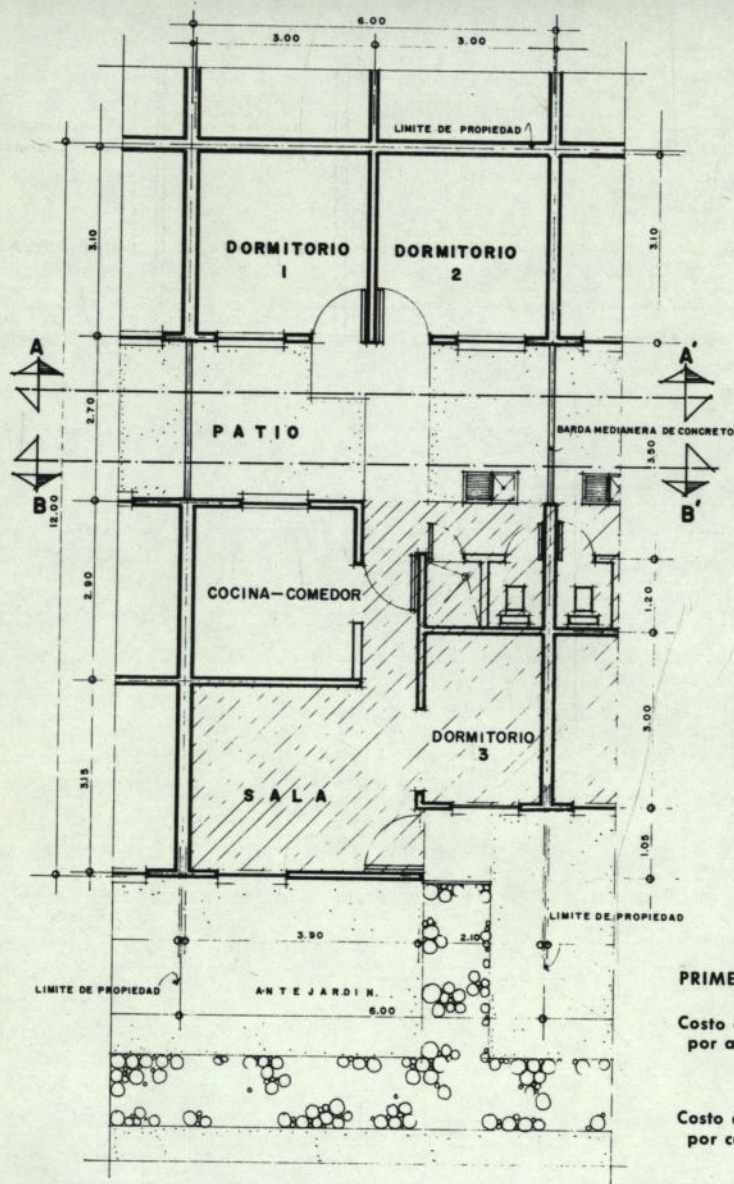 6.00
3.00
3.00
LIMITE DE PROPIEDAD
3.10
3.10
DORMITORIO
1
DORMITORIO
2
A
A'
2.70
PATIO
BARDA MEDIANERA DE CONCRETO
3.50
B
B'
12.00
2.90
COCINA-COMEDOR
1.20
3.00
DORMITORIO
3
3.15
SALA
1.05
LIMITE DE PROPIEDAD
3.90
2.10
LIMITE DE PROPIEDAD
ANTEJARDIN.
6.00
PRIME
Costo
por a
Costo
por c